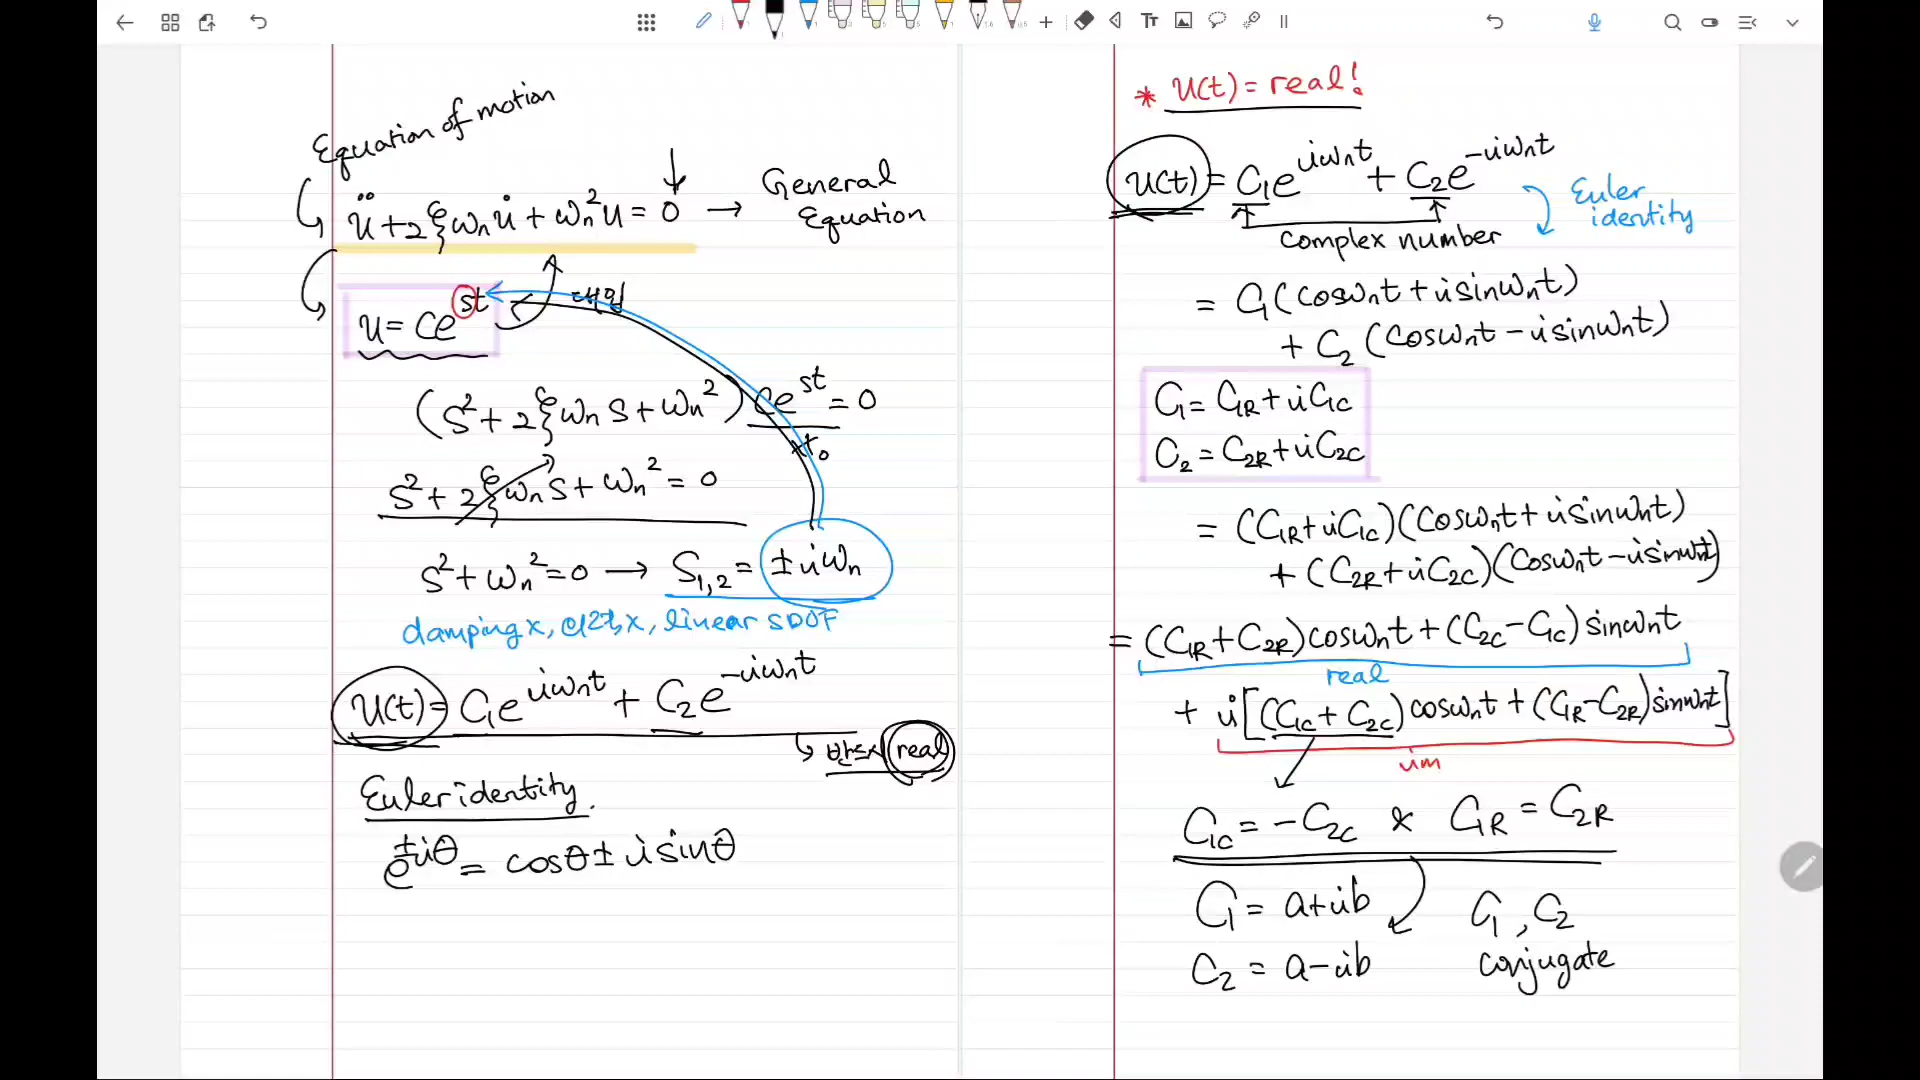 Equation of motion
ü + 2ξωₙu̇ + ωₙ²u = 0 → General Equation
u = Ce^{st} 대입
(s² + 2ξωₙs + ωₙ²) Ce^{st} = 0
≠0
s² + 2ξωₙs + ωₙ² = 0
s² + ωₙ² = 0 → S₁,₂ = ±iωₙ
damping x, 외력 x, linear SDOF
u(t) = C₁e^{iωₙt} + C₂e^{-iωₙt}
real
Euler identity.
e^{±iθ} = cosθ ± i sinθ
* u(t) = real!
u(t) = C₁e^{iωₙt} + C₂e^{-iωₙt}
Euler identity
complex number
= C₁(cosωₙt + i sinωₙt)
+ C₂(cosωₙt − i sinωₙt)
C₁ = C₁R + iC₁C
C₂ = C₂R + iC₂C
= (C₁R + iC₁C)(cosωₙt + i sinωₙt)
+ (C₂R + iC₂C)(cosωₙt − i sinωₙt)
= (C₁R + C₂R)cosωₙt + (C₂C − C₁C) sinωₙt
real
+ i[(C₁C + C₂C)cosωₙt + (C₁R − C₂R)sinωₙt]
im
C₁C = −C₂C & C₁R = C₂R
C₁ = a+ib C₁, C₂
C₂ = a−ib conjugate